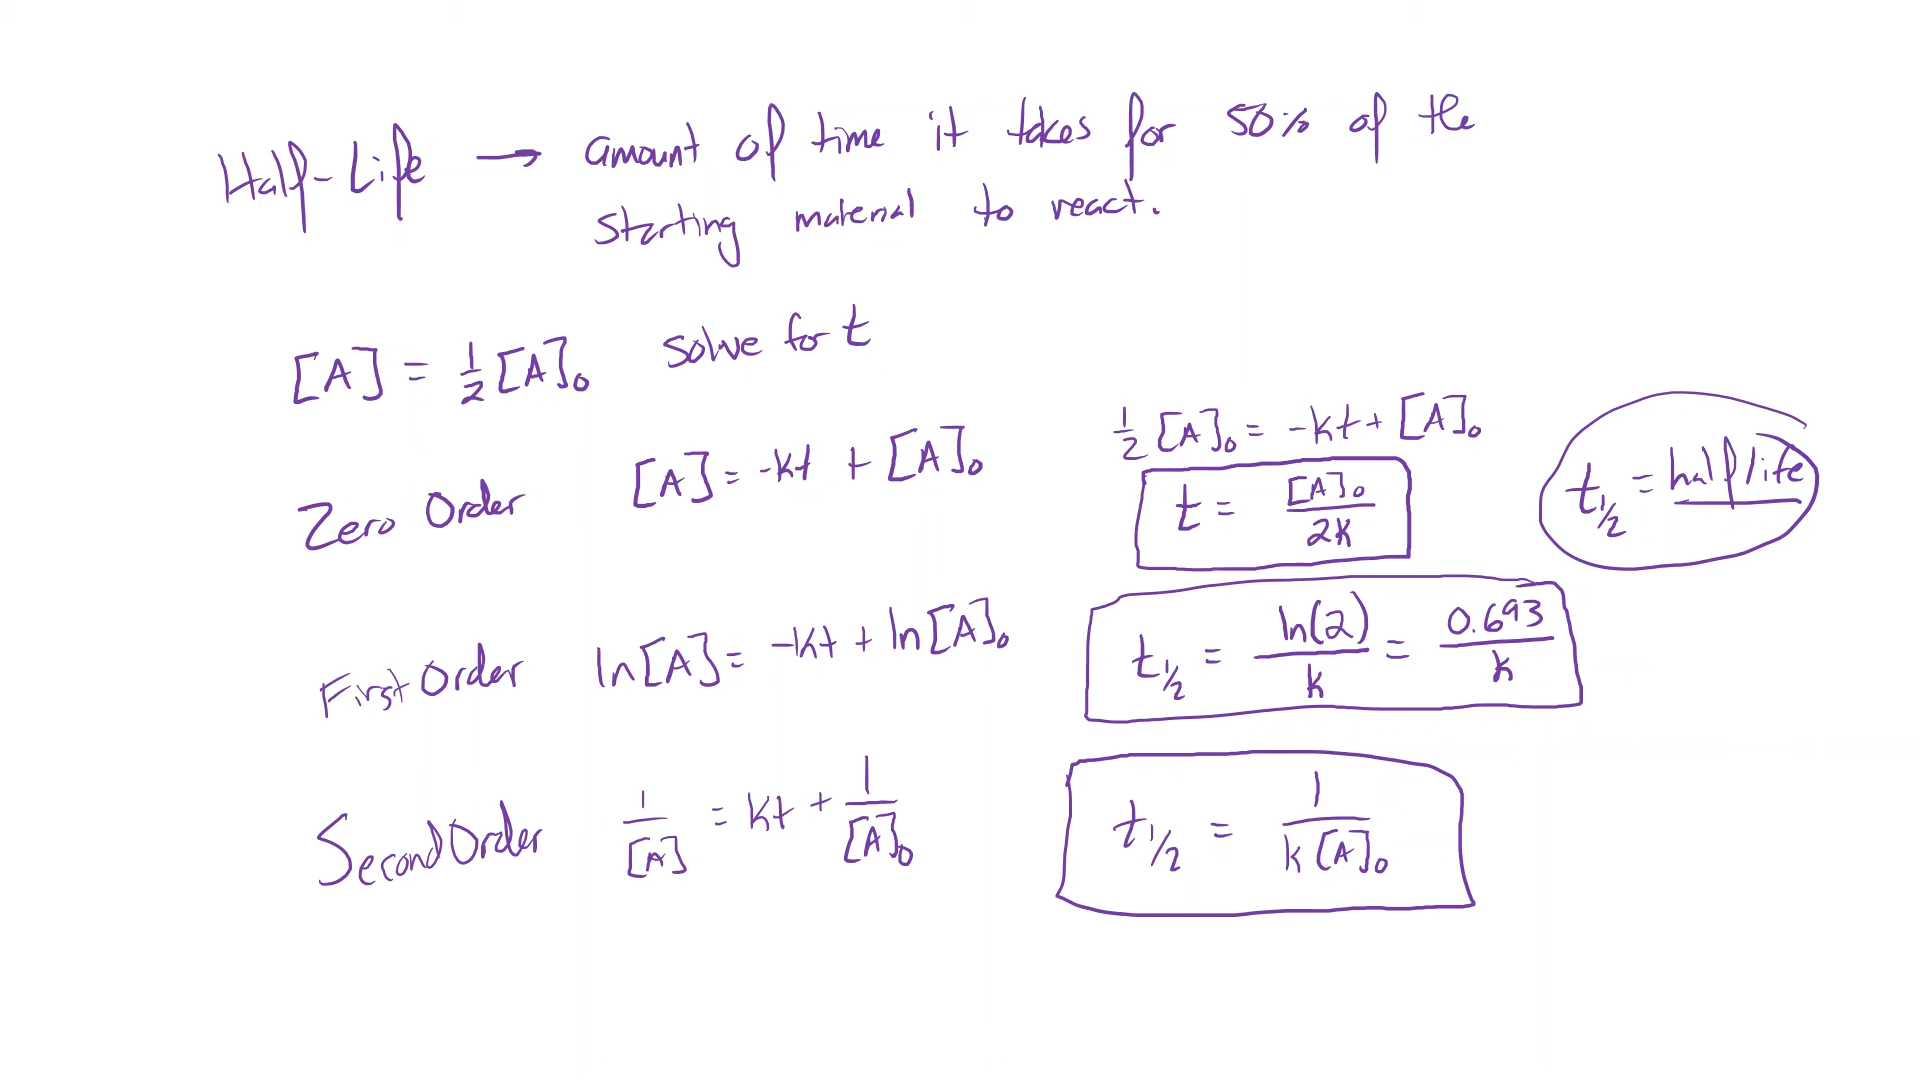 Half-Life → amount of time it takes for 50% of the
starting material to react.
[A] = 1/2 [A]₀ solve for t
1/2 [A]₀ = -kt + [A]₀
Zero Order [A] = -kt + [A]₀
t = [A]₀ / 2k
t₁/₂ = half life
First Order ln[A] = -kt + ln[A]₀
t₁/₂ = ln(2) / k = 0.693 / k
Second Order 1/[A] = kt + 1/[A]₀
t₁/₂ = 1 / k[A]₀